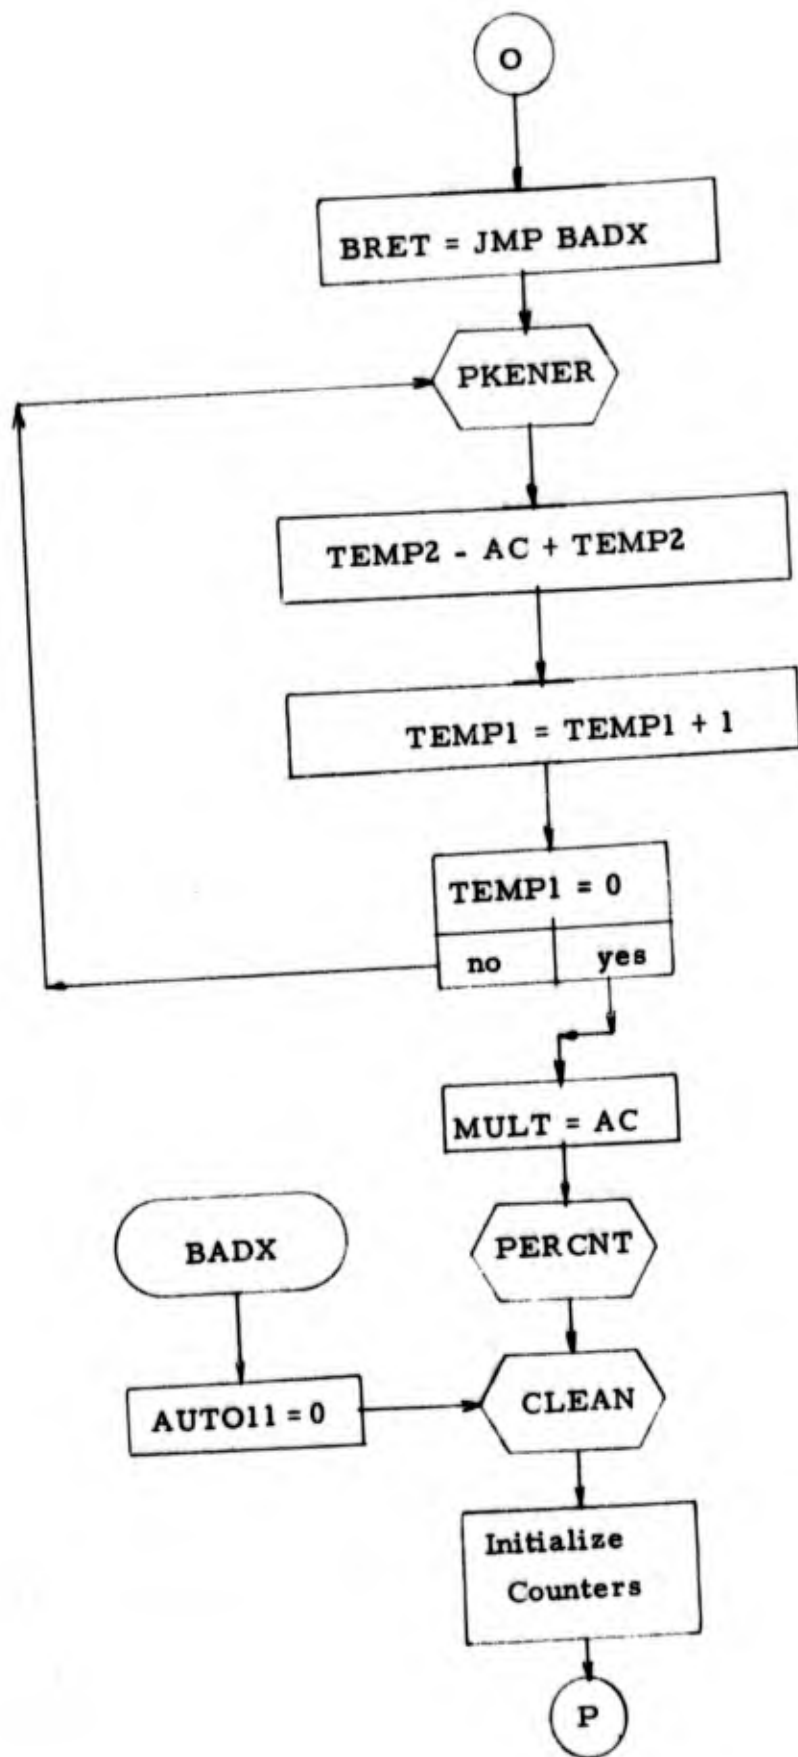 O
BRET = JMP BADX
PKENER
TEMP2 - AC + TEMP2
TEMP1 = TEMP1 + 1
TEMP1 = 0
no yes
MULT = AC
BADX
PERCNT
AUTO11 = 0
CLEAN
Initialize
Counters
P